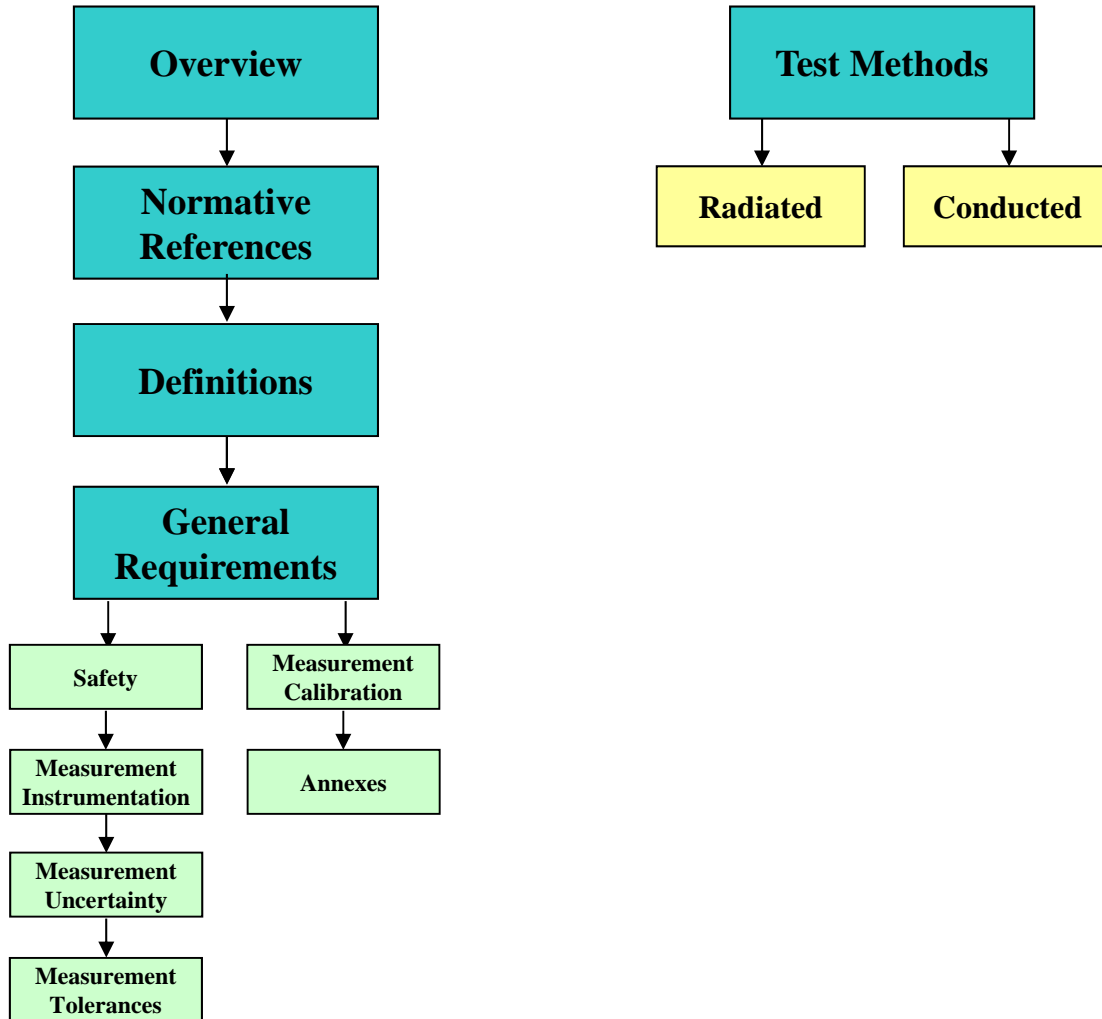 Overview
Normative
References
Definitions
General
Requirements
Safety
Measurement
Instrumentation
Measurement
Uncertainty
Measurement
Tolerances
Measurement
Calibration
Annexes
Test Methods
Radiated
Conducted